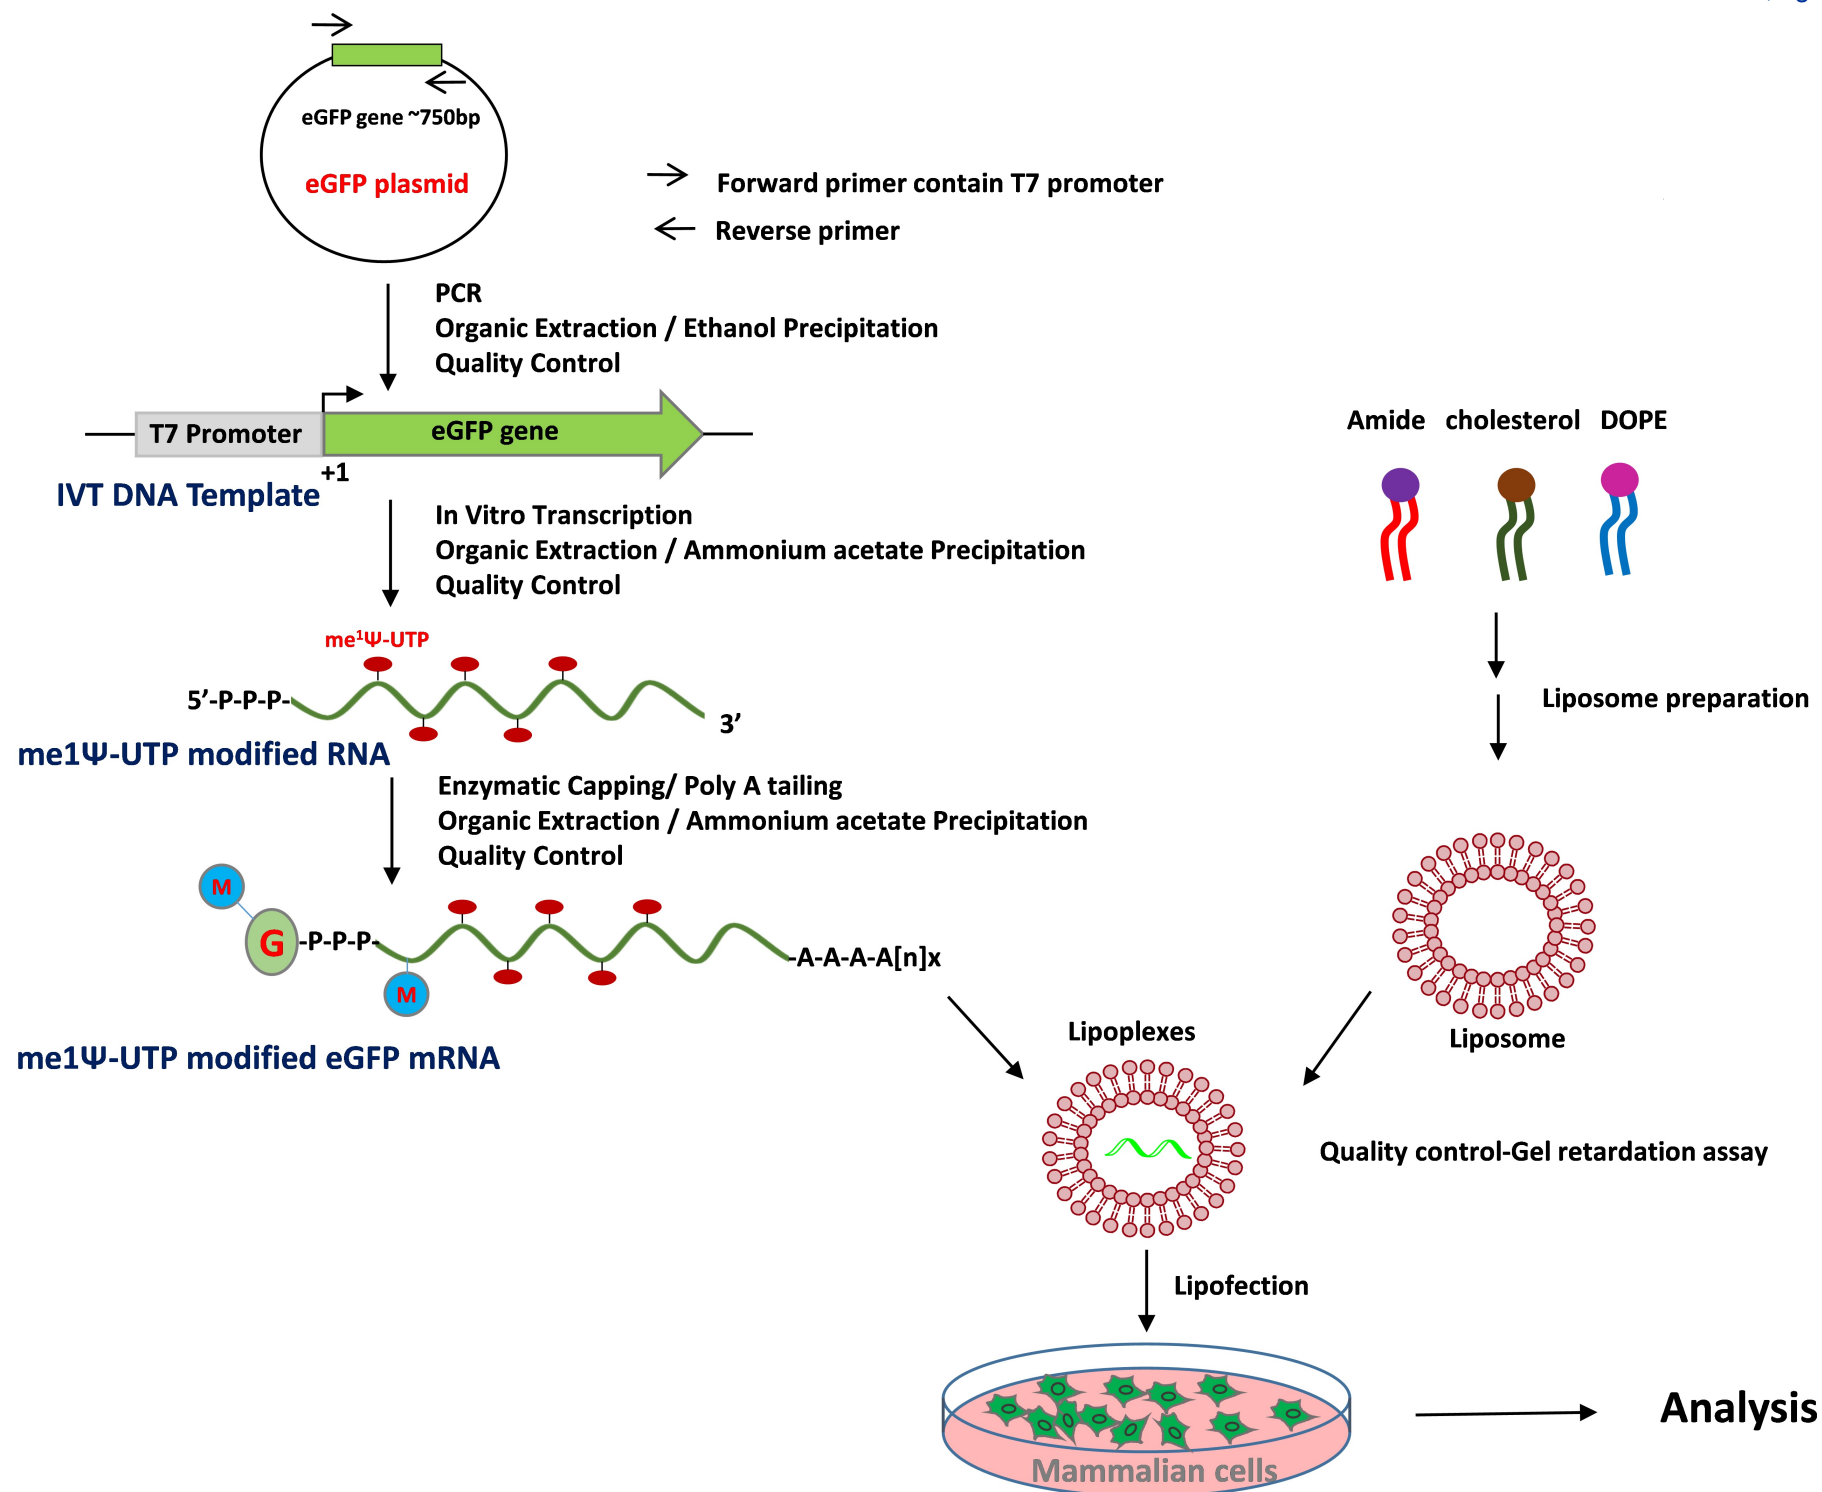 eGFP gene ~750bp
eGFP plasmid
Forward primer contain T7 promoter
Reverse primer
PCR
Organic Extraction / Ethanol Precipitation
Quality Control
T7 Promoter
eGFP gene
+1
IVT DNA Template
In Vitro Transcription
Organic Extraction / Ammonium acetate Precipitation
Quality Control
me¹Ψ-UTP
5’-P-P-P-
3’
me1Ψ-UTP modified RNA
Enzymatic Capping/ Poly A tailing
Organic Extraction / Ammonium acetate Precipitation
Quality Control
M
G
-P-P-P-
M
-A-A-A-A[n]x
me1Ψ-UTP modified eGFP mRNA
Amide cholesterol DOPE
Liposome preparation
Liposome
Lipoplexes
Quality control-Gel retardation assay
Lipofection
Mammalian cells
Analysis